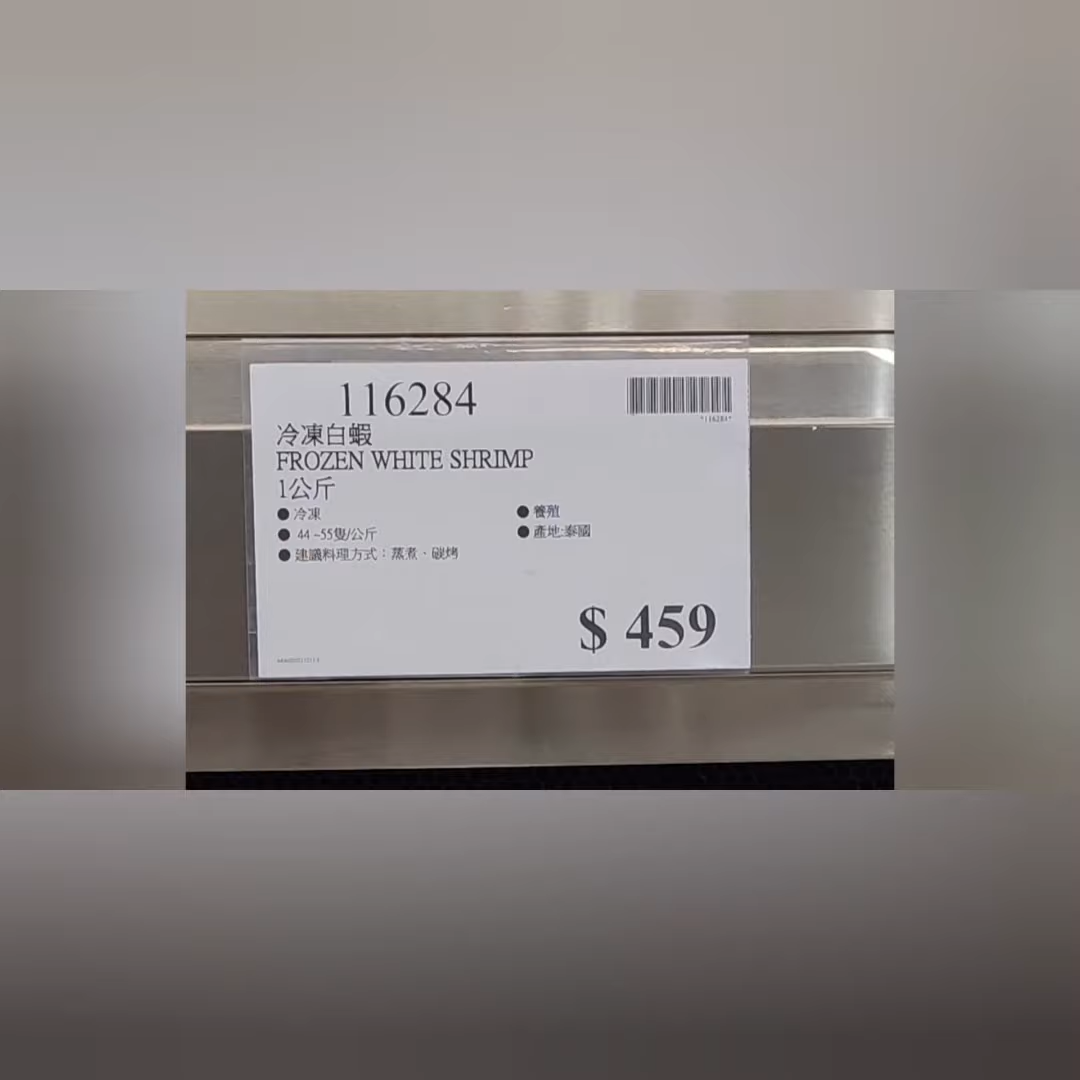 116284
*116284*
冷凍白蝦
FROZEN WHITE SHRIMP
1公斤
● 冷凍
● 養殖
● 44 ~55隻/公斤
● 產地:泰國
● 建議料理方式：蒸煮、碳烤
$ 459